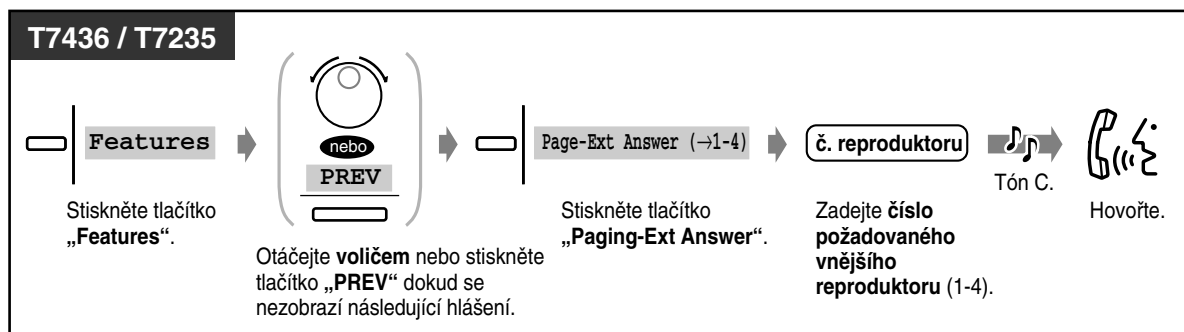 T7436 / T7235
Features
nebo
PREV
Page-Ext Answer (→1-4)
č. reproduktoru
Tón C.
Stiskněte tlačítko
„Features“.
Otáčejte voličem nebo stiskněte
tlačítko „PREV“ dokud se
nezobrazí následující hlášení.
Stiskněte tlačítko
„Paging-Ext Answer“.
Zadejte číslo
požadovaného
vnějšího
reproduktoru (1-4).
Hovořte.